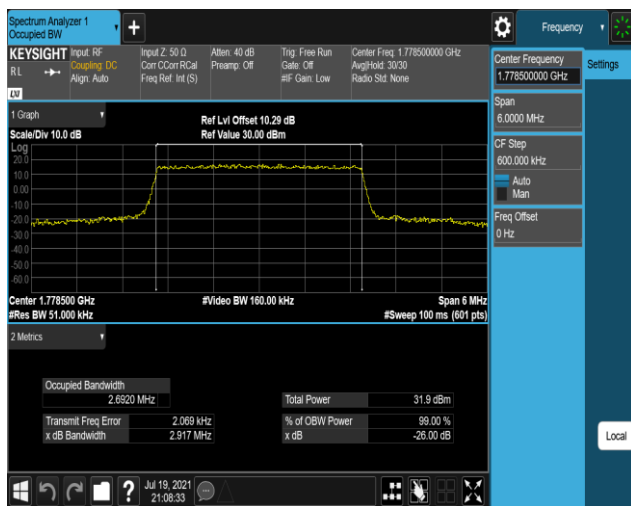 Spectrum Analyzer 1
Occupied BW
+
Frequency
KEYSIGHT
RL
LXI
Input: RF
Coupling: DC
Align: Auto
Input Z: 50 Ω
Corr CCorr RCal
Freq Ref: Int (S)
Atten: 40 dB
Preamp: Off
Trig: Free Run
Gate: Off
#IF Gain: Low
Center Freq: 1.778500000 GHz
Avg|Hold: 30/30
Radio Std: None
Center Frequency
1.778500000 GHz
Settings
Span
6.0000 MHz
CF Step
600.000 kHz
Auto
Man
Freq Offset
0 Hz
1 Graph
Scale/Div 10.0 dB
Ref Lvl Offset 10.29 dB
Ref Value 30.00 dBm
Log
20.0
10.0
0.00
-10.0
-20.0
-30.0
-40.0
-50.0
-60.0
Center 1.778500 GHz
#Video BW 160.00 kHz
Span 6 MHz
#Res BW 51.000 kHz
#Sweep 100 ms (601 pts)
2 Metrics
Occupied Bandwidth
2.6920 MHz
Total Power 31.9 dBm
Transmit Freq Error 2.069 kHz
% of OBW Power 99.00 %
x dB Bandwidth 2.917 MHz
x dB -26.00 dB
Local
?
Jul 19, 2021
21:08:33